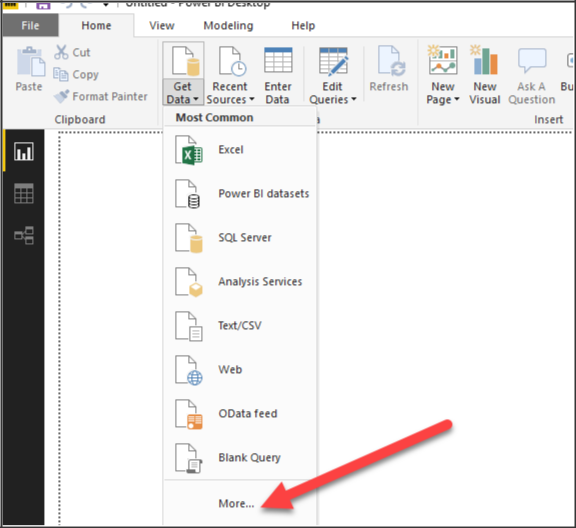 Untitled - Power BI Desktop
File Home View Modeling Help
Cut
Copy
Format Painter
Paste
Clipboard
Get Data
Recent Sources
Enter Data
Edit Queries
Refresh
New Page
New Visual
Ask A Question
Insert
Most Common
Excel
Power BI datasets
SQL Server
Analysis Services
Text/CSV
Web
OData feed
Blank Query
More...